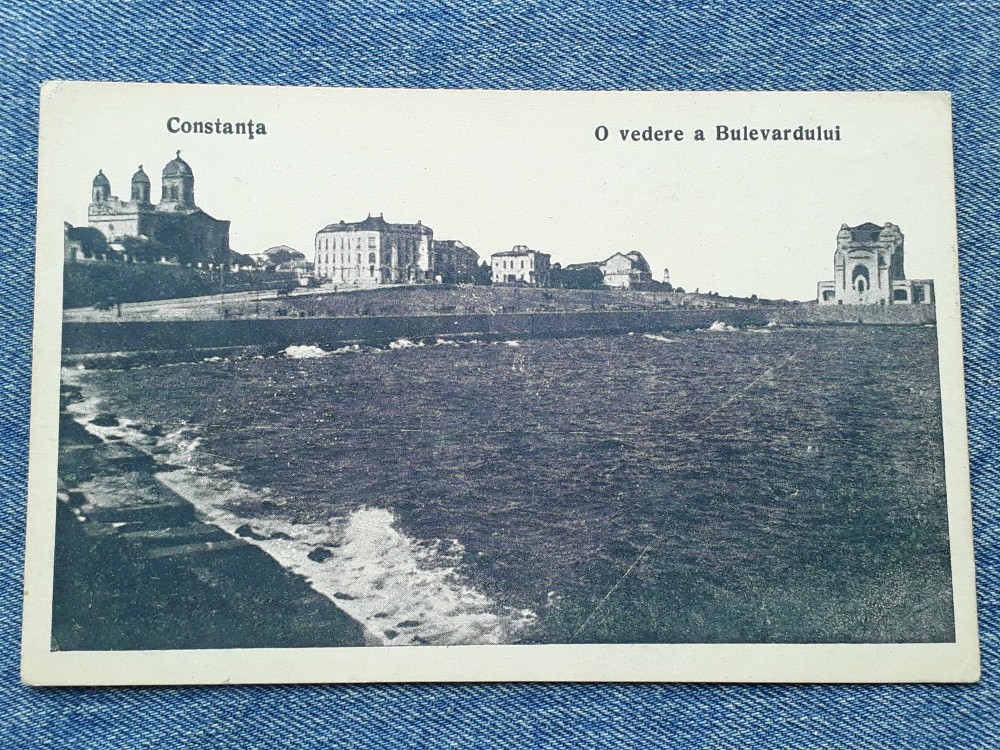 Constanţa
O vedere a Bulevardului